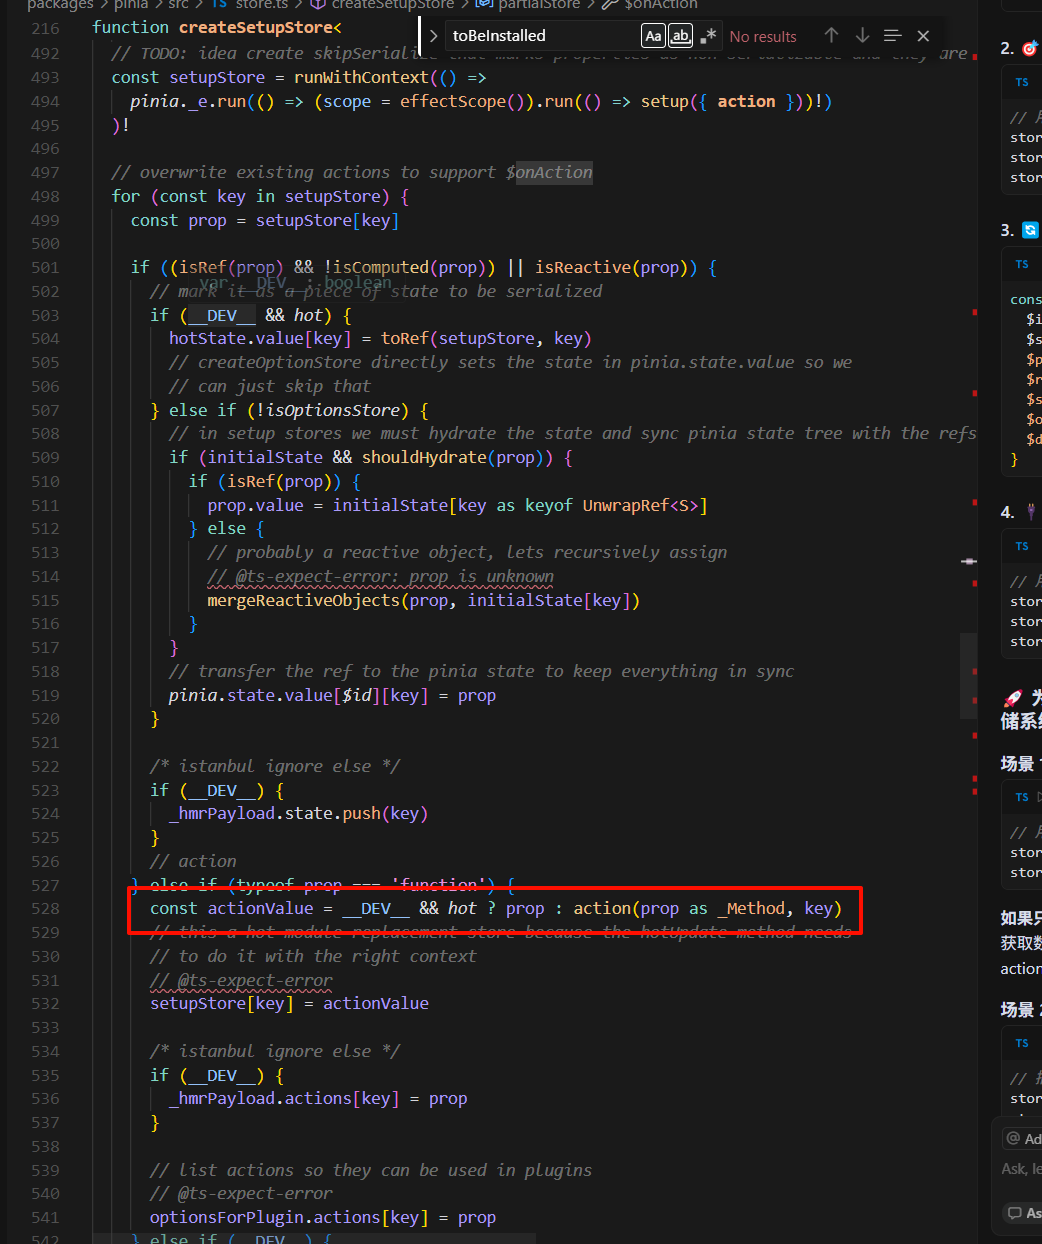 packages > pinia > src > TS store.ts > createSetupStore > partialStore > $onAction
toBeInstalled Aa ab .* No results
216 function createSetupStore<
492 // TODO: idea create skipSerializ that marks properties as non serializable and they are
493 const setupStore = runWithContext(() =>
494 pinia._e.run(() => (scope = effectScope()).run(() => setup({ action }))!)
495 )!
496
497 // overwrite existing actions to support $onAction
498 for (const key in setupStore) {
499 const prop = setupStore[key]
500
501 if ((isRef(prop) && !isComputed(prop)) || isReactive(prop)) {
var __DEV__: boolean
502 // mark it as a piece of state to be serialized
503 if (__DEV__ && hot) {
504 hotState.value[key] = toRef(setupStore, key)
505 // createOptionStore directly sets the state in pinia.state.value so we
506 // can just skip that
507 } else if (!isOptionsStore) {
508 // in setup stores we must hydrate the state and sync pinia state tree with the refs
509 if (initialState && shouldHydrate(prop)) {
510 if (isRef(prop)) {
511 prop.value = initialState[key as keyof UnwrapRef<S>]
512 } else {
513 // probably a reactive object, lets recursively assign
514 // @ts-expect-error: prop is unknown
515 mergeReactiveObjects(prop, initialState[key])
516 }
517 }
518 // transfer the ref to the pinia state to keep everything in sync
519 pinia.state.value[$id][key] = prop
520 }
521
522 /* istanbul ignore else */
523 if (__DEV__) {
524 _hmrPayload.state.push(key)
525 }
526 // action
527 } else if (typeof prop === 'function') {
528 const actionValue = __DEV__ && hot ? prop : action(prop as _Method, key)
529 // this a hot module replacement store because the hotUpdate method needs
530 // to do it with the right context
531 // @ts-expect-error
532 setupStore[key] = actionValue
533
534 /* istanbul ignore else */
535 if (__DEV__) {
536 _hmrPayload.actions[key] = prop
537 }
538
539 // list actions so they can be used in plugins
540 // @ts-expect-error
541 optionsForPlugin.actions[key] = prop
542 } else if (__DEV__) {
2.
TS
//
stor
stor
stor
3.
TS
cons
$i
$s
$p
$r
$s
$o
$d
}
4.
TS
//
stor
stor
stor
为
储系统
场景 1
TS
//
stor
stor
如果只
获取数
action
场景 2
TS
//
stor
@ Ad
Ask, le
As